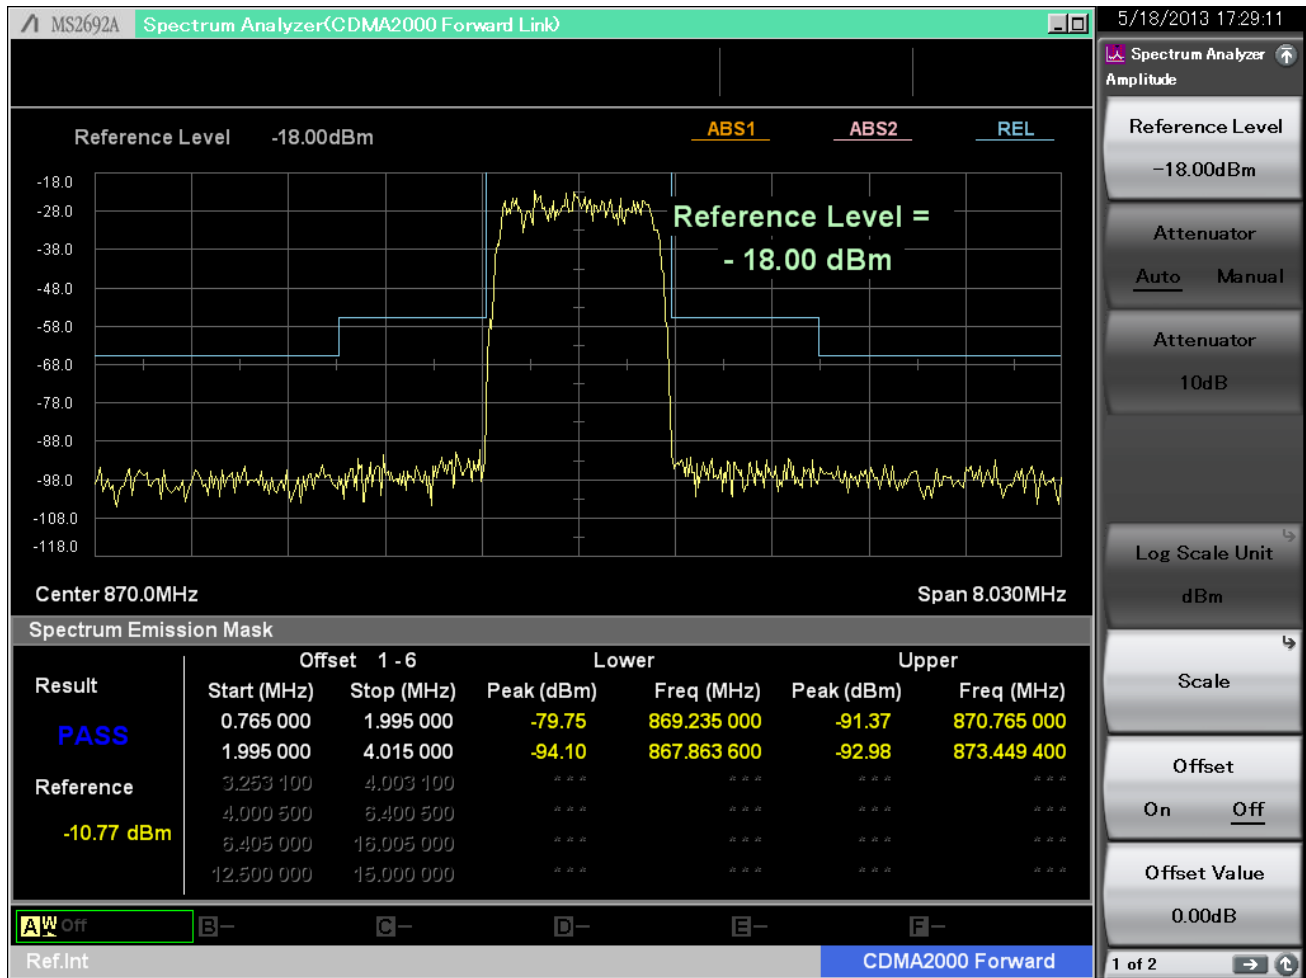 MS2692A Spectrum Analyzer(CDMA2000 Forward Link)
5/18/2013 17:29:11
Spectrum Analyzer
Amplitude
Reference Level -18.00dBm
ABS1 ABS2 REL
-18.0
-28.0
-38.0
-48.0
-58.0
-68.0
-78.0
-88.0
-98.0
-108.0
-118.0
Reference Level =
- 18.00 dBm
Center 870.0MHz Span 8.030MHz
Spectrum Emission Mask
Offset 1 - 6 Lower Upper
Result Start (MHz) Stop (MHz) Peak (dBm) Freq (MHz) Peak (dBm) Freq (MHz)
0.765 000 1.995 000 -79.75 869.235 000 -91.37 870.765 000
PASS
1.995 000 4.015 000 -94.10 867.863 600 -92.98 873.449 400
Reference 3.253 100 4.003 100 *** *** *** ***
4.000 500 6.400 500 *** *** *** ***
-10.77 dBm
6.405 000 16.005 000 *** *** *** ***
12.500 000 15.000 000 *** *** *** ***
A W Off B- C- D- E- F-
Ref.Int CDMA2000 Forward
Reference Level
-18.00dBm
Attenuator
Auto Manual
Attenuator
10dB
Log Scale Unit
dBm
Scale
Offset
On Off
Offset Value
0.00dB
1 of 2